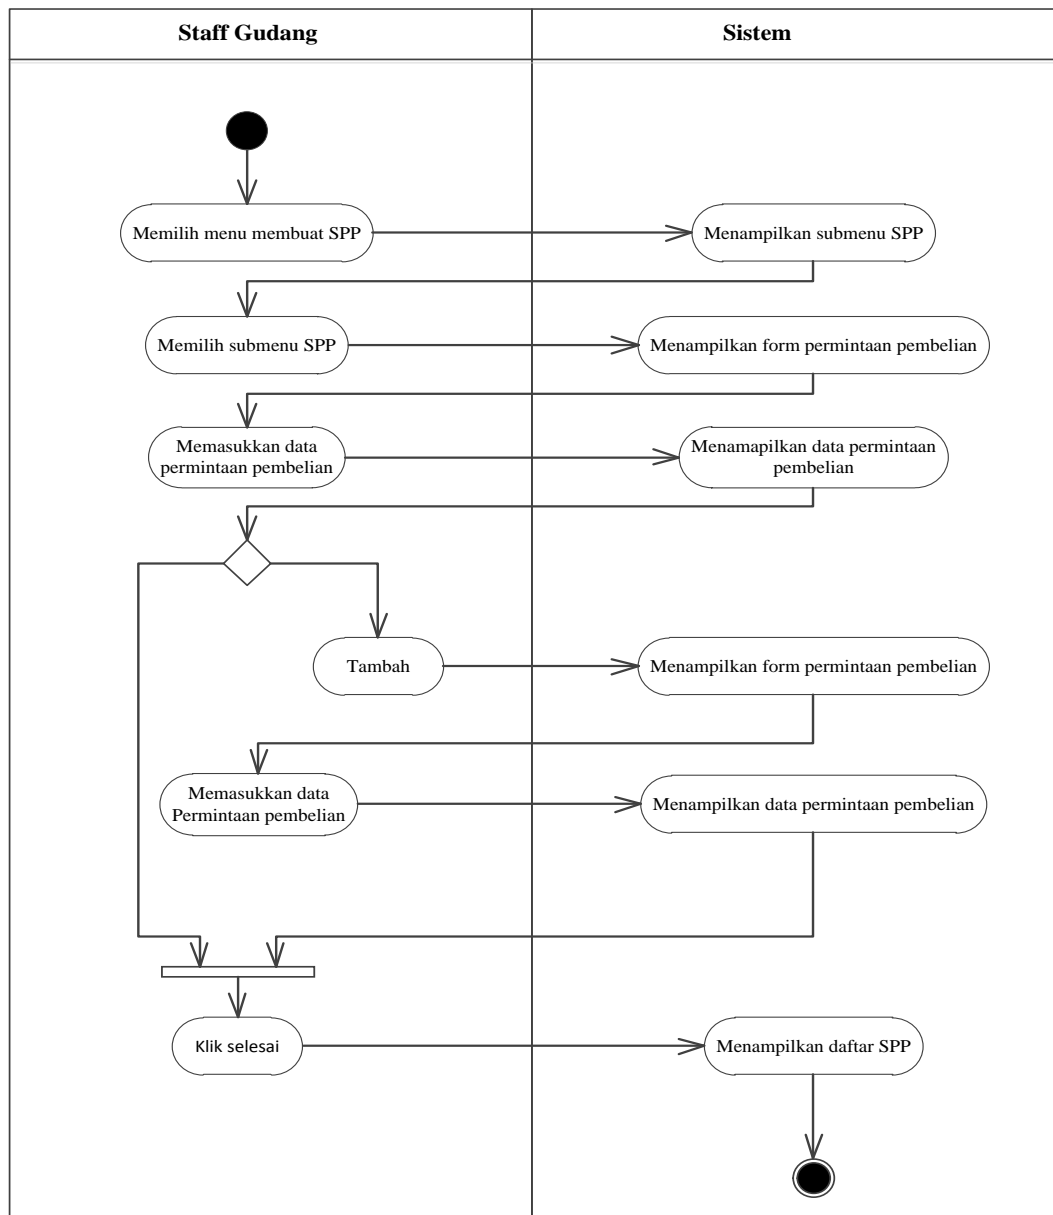 Staff Gudang
Sistem
Memilih menu membuat SPP
Menampilkan submenu SPP
Memilih submenu SPP
Menampilkan form permintaan pembelian
Memasukkan data
permintaan pembelian
Menamapilkan data permintaan
pembelian
Tambah
Menampilkan form permintaan pembelian
Memasukkan data
Permintaan pembelian
Menampilkan data permintaan pembelian
Klik selesai
Menampilkan daftar SPP